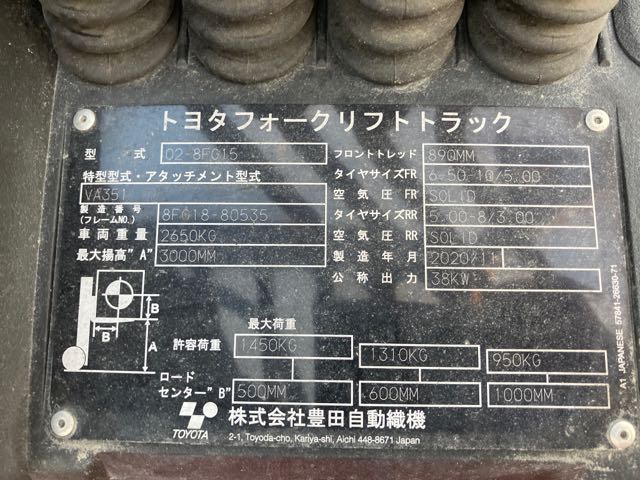 トヨタフォークリフトトラック
型式 02-8FG15 フロントトレッド 890MM
特型型式・アタッチメント型式 タイヤサイズFR 6-50-10/5.00
VA351 空気圧FR SOLID
製造番号(フレームNO.) 8FG18-80535 タイヤサイズRR 5.00-8/3.00
車両重量 2650KG 空気圧RR SOLID
最大揚高"A" 3000MM 製造年月 2020/11
公称出力 38KW
B
B
A
最大荷重
許容荷重 1450KG 1310KG 950KG
ロード
センター"B" 500MM 600MM 1000MM
TOYOTA 株式会社豊田自動織機
2-1, Toyoda-cho, Kariya-shi, Aichi 448-8671 Japan
A1 JAPANESE 57841-26630-71